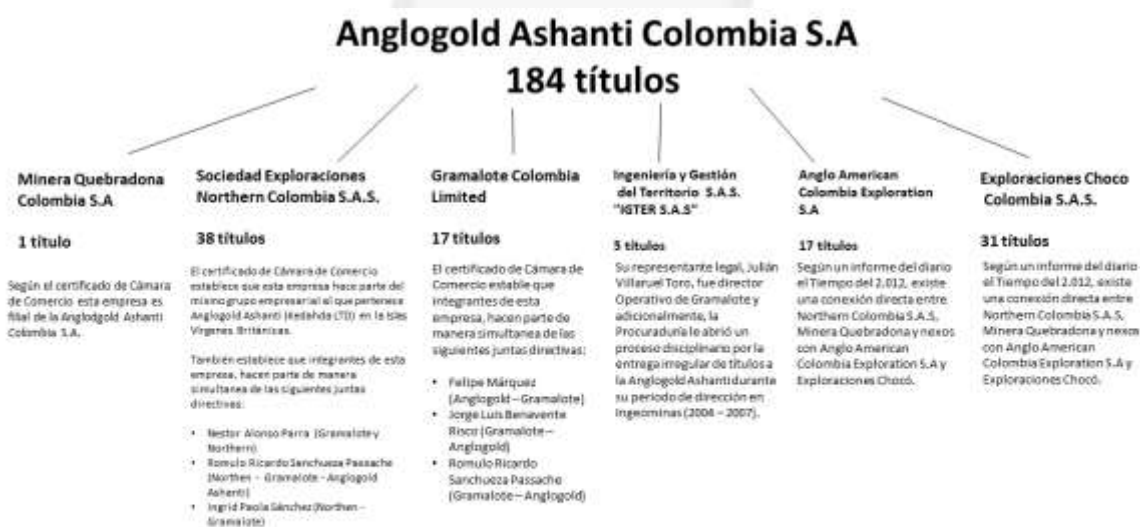 Anglogold Ashanti Colombia S.A
184 títulos
Minera Quebradona
Colombia S.A
1 título
Según el certificado de Cámara
de Comercio esta empresa es
filial de la Anglodgold Ashanti
Colombia S.A.
Sociedad Exploraciones
Northern Colombia S.A.S.
38 títulos
El certificado de Cámara de Comercio
establece que esta empresa hace parte del
mismo grupo empresarial al que pertenece
Anglogold Ashanti (Kedahda LTD) en la Islas
Vírgenes Británicas.
También establece que integrantes de esta
empresa, hacen parte de manera
simultanea de las siguientes juntas
directivas:
• Nestor Alonso Parra (Gramalote y
Northern)
• Romulo Ricardo Sanchueza Passache
(Northen – Gramalote - Anglogold
Ashanti)
• Ingrid Paola Sánchez (Northen –
Gramalote)
Gramalote Colombia
Limited
17 títulos
El certificado de Cámara de
Comercio estable que
integrantes de esta
empresa, hacen parte de
manera simultanea de las
siguientes juntas directivas:
• Felipe Márquez
(Anglogold – Gramalote)
• Jorge Luis Benavente
Risco (Gramalote –
Anglogold)
• Romulo Ricardo
Sanchueza Passache
(Gramalote – Anglogold)
Ingeniería y Gestión
del Territorio S.A.S.
"IGTER S.A.S"
5 títulos
Su representante legal, Julián
Villaruel Toro, fue director
Operativo de Gramalote y
adicionalmente, la
Procuraduría le abrió un
proceso disciplinario por la
entrega irregular de títulos a
la Anglogold Ashanti durante
su periodo de dirección en
Ingeominas (2004 – 2007).
Anglo American
Colombia Exploration
S.A
17 títulos
Según un informe del diario
el Tiempo del 2.012, existe
una conexión directa entre
Northern Colombia S.A.S,
Minera Quebradona y nexos
con Anglo American
Colombia Exploration S.A y
Exploraciones Chocó.
Exploraciones Choco
Colombia S.A.S.
31 títulos
Según un informe del diario
el Tiempo del 2.012, existe
una conexión directa entre
Northern Colombia S.A.S,
Minera Quebradona y nexos
con Anglo American
Colombia Exploration S.A y
Exploraciones Chocó.